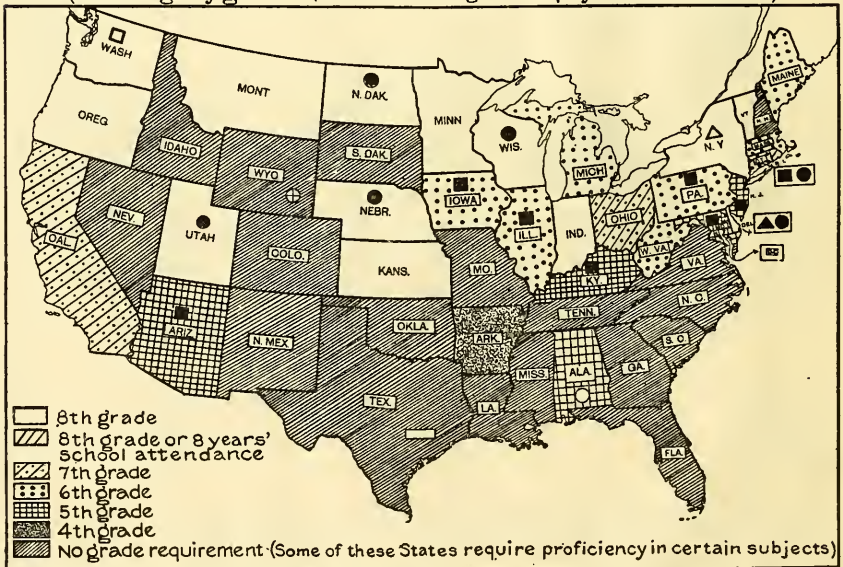 WASH
MONT
N. DAK.
MINN
OREG.
IDAHO
S. DAK.
WIS.
MICH
MAINE
VT.
N. H.
N. Y
WYO.
IOWA
NEBR.
PA.
N. J.
NEV.
UTAH
ILL.
IND.
OHIO
DEL.
W. VA.
CAL.
COLO.
KANS.
MO.
KY.
VA.
ARIZ.
N. MEX.
OKLA.
ARK.
TENN.
N. C.
S. C.
MISS.
ALA.
GA.
TEX.
LA.
FLA.
8th grade
8th grade or 8 years'
school attendance
7th grade
6th grade
5th grade
4th grade
No grade requirement (Some of these States require proficiency in certain subjects)